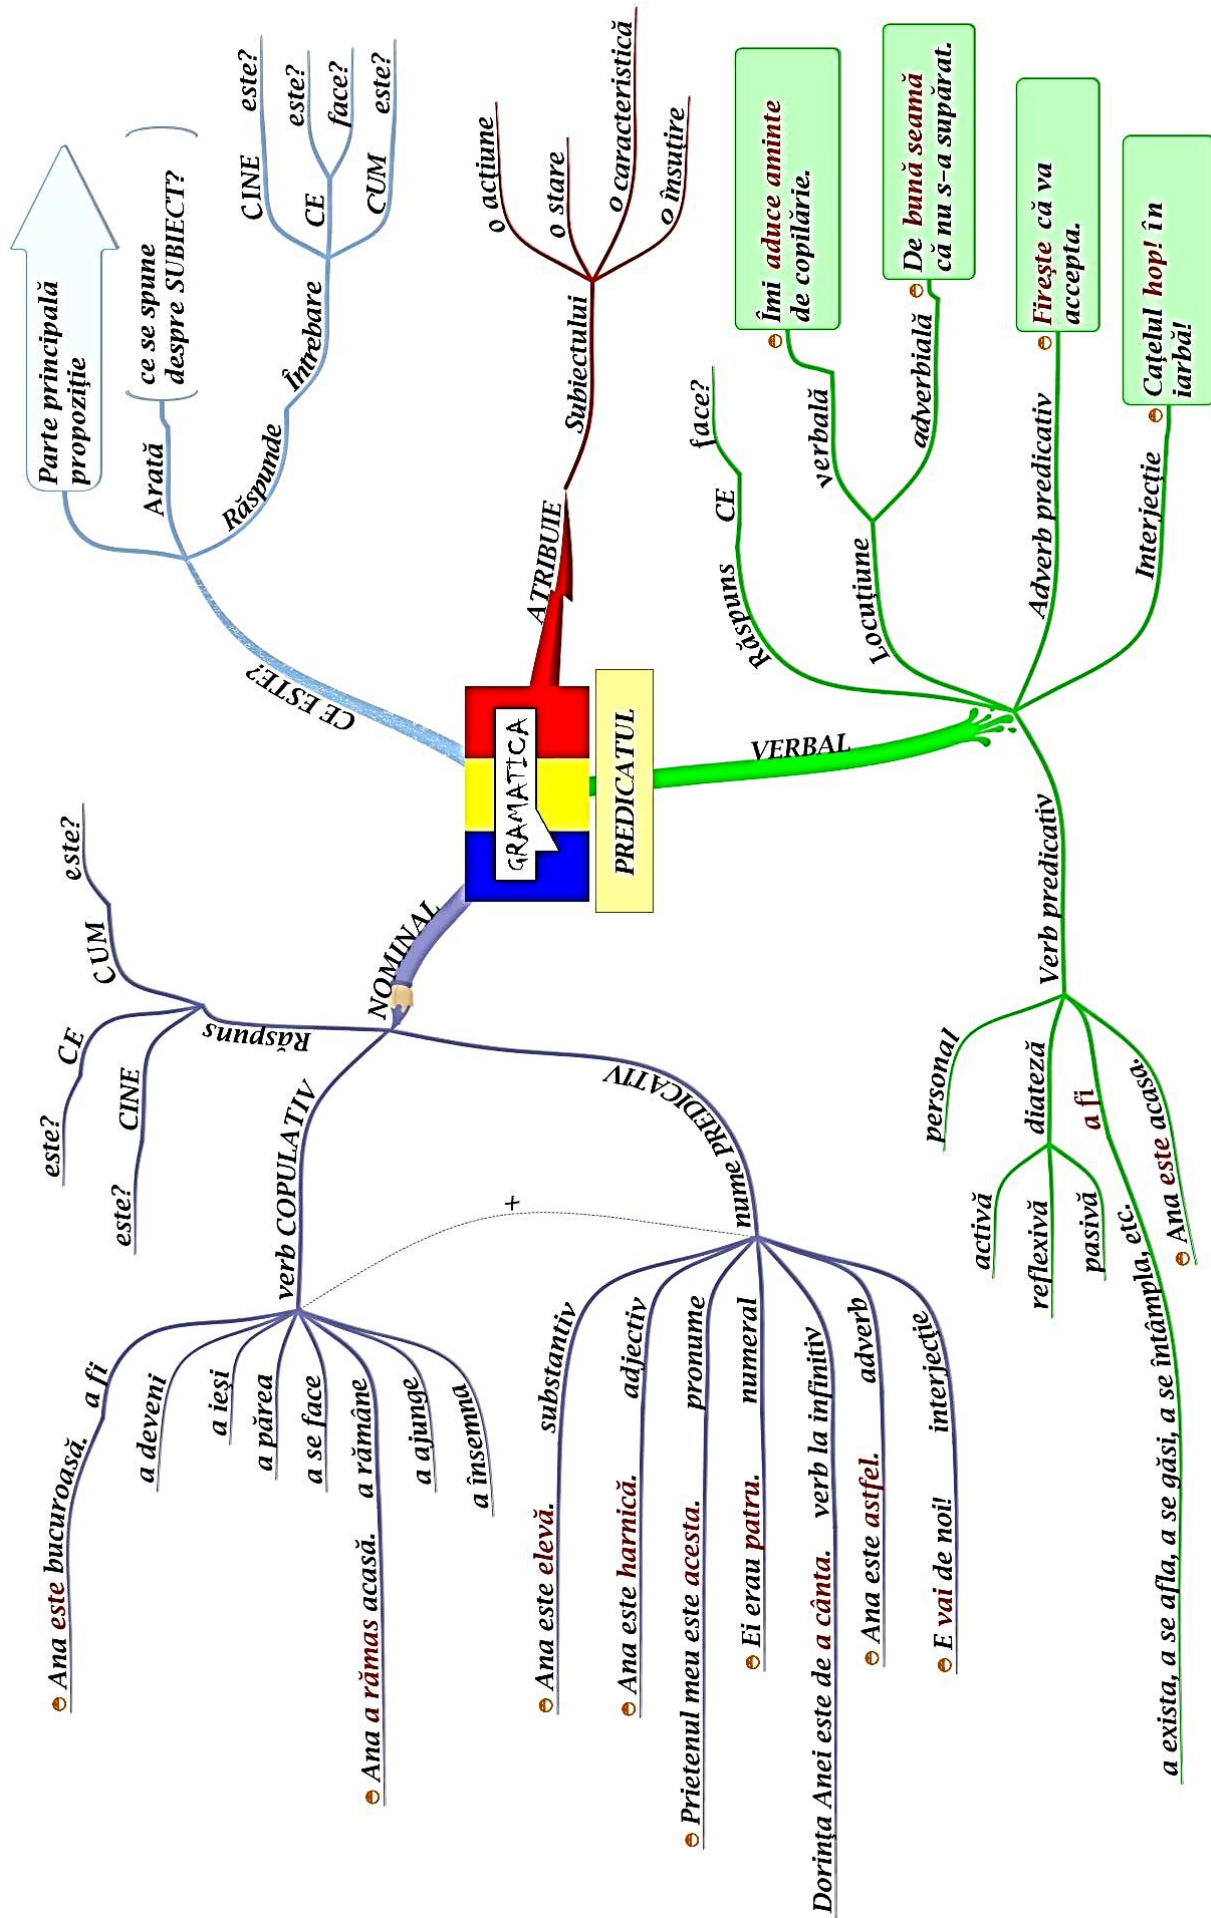 GRAMATICA
PREDICATUL
CE ESTE?
Parte principală
propoziție
Arată
ce se spune
despre SUBIECT?
Răspunde
Întrebare
CINE
este?
CE
este?
face?
CUM
este?
ATRIBUIE
Subiectului
o actiune
o stare
o caracteristică
o însușire
VERBAL
Răspuns
CE
face?
Locuțiune
verbală
Îmi aduce aminte
de copilărie.
adverbială
De bună seamă
că nu s-a supărat.
Adverb predicativ
Firește că va
accepta.
Interjecție
Cațelul hop! în
iarbă!
Verb predicativ
personal
diateză
activă
reflexivă
pasivă
a fi
a exista, a se afla, a se găsi, a se întâmpla, etc.
Ana este acasa.
NOMINAL
Răspuns
CUM
este?
CE
este?
CINE
este?
verb COPULATIV
a fi
Ana este bucuroasă.
a deveni
a ieși
a părea
a se face
a rămâne
Ana a rămas acasă.
a ajunge
a însemna
+
nume PREDICATIV
substantiv
Ana este elevă.
adjectiv
Ana este harnică.
pronume
Prietenul meu este acesta.
numeral
Ei erau patru.
verb la infinitiv
Dorința Anei este de a cânta.
adverb
Ana este astfel.
interjecție
E vai de noi!